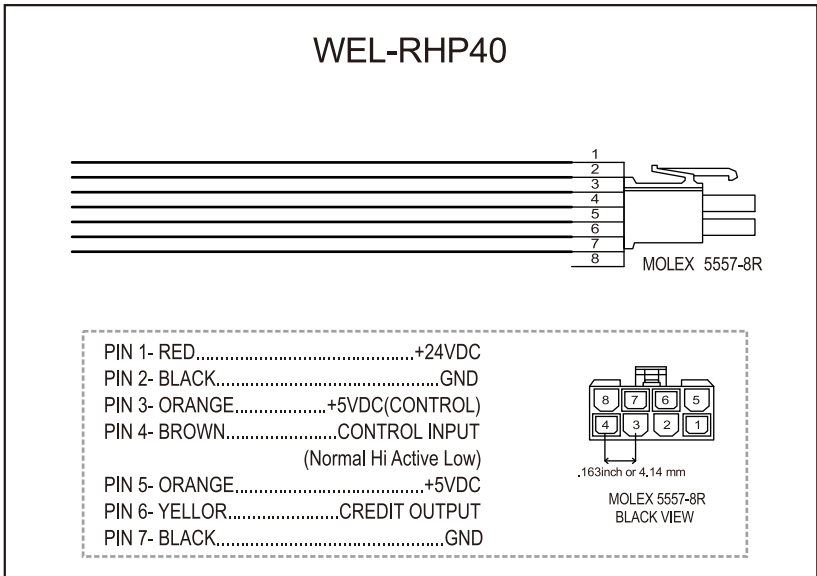 WEL-RHP40
1
2
3
4
5
6
7
8
MOLEX 5557-8R
PIN 1- RED.............................................+24VDC
PIN 2- BLACK..............................................GND
PIN 3- ORANGE.......................+5VDC(CONTROL)
PIN 4- BROWN.......................CONTROL INPUT
(Normal Hi Active Low)
PIN 5- ORANGE.......................................+5VDC
PIN 6- YELLOR.......................CREDIT OUTPUT
PIN 7- BLACK..............................................GND
8 7 6 5
4 3 2 1
.163inch or 4.14 mm
MOLEX 5557-8R
BLACK VIEW